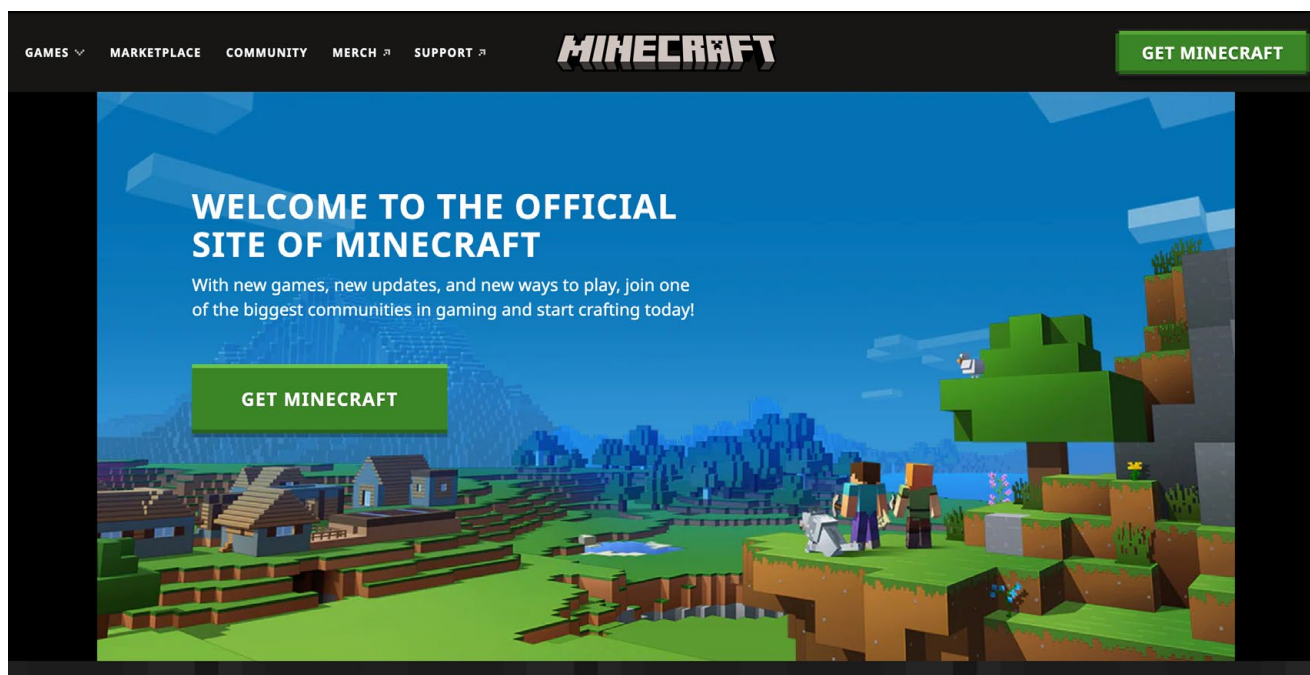 GAMES MARKETPLACE COMMUNITY MERCH SUPPORT MINECRAFT GET MINECRAFT
WELCOME TO THE OFFICIAL
SITE OF MINECRAFT
With new games, new updates, and new ways to play, join one
of the biggest communities in gaming and start crafting today!
GET MINECRAFT